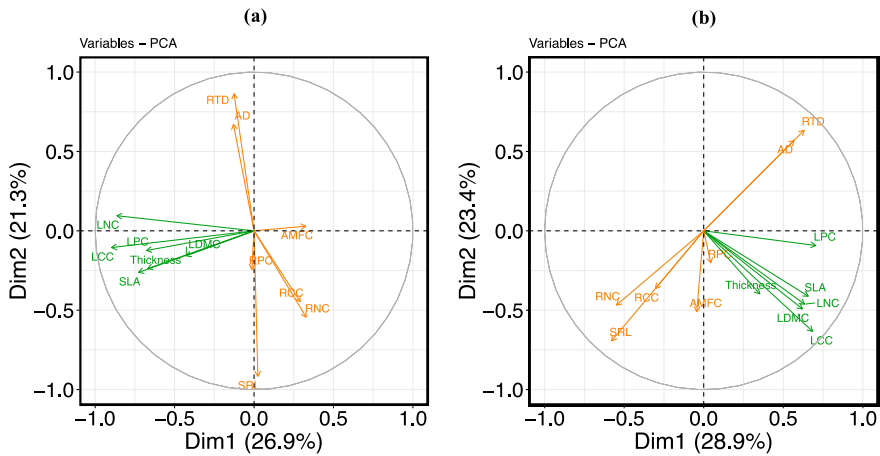 (a)
Variables − PCA
1.0
RTD
AD
0.5
LNC
AMFC
0.0
LPC
LDMC
LCC
Thickness
RPC
SLA
RCC
RNC
−0.5
−1.0
−1.0
−0.5
0.0
0.5
1.0
Dim1 (26.9%)
Dim2 (21.3%)
(b)
Variables − PCA
1.0
RTD
0.5
AD
0.0
LPC
RPC
Thickness
SLA
RNC
RCC
AMFC
LNC
LDMC
−0.5
SRL
LCC
−1.0
−1.0
−0.5
0.0
0.5
1.0
Dim1 (28.9%)
Dim2 (23.4%)